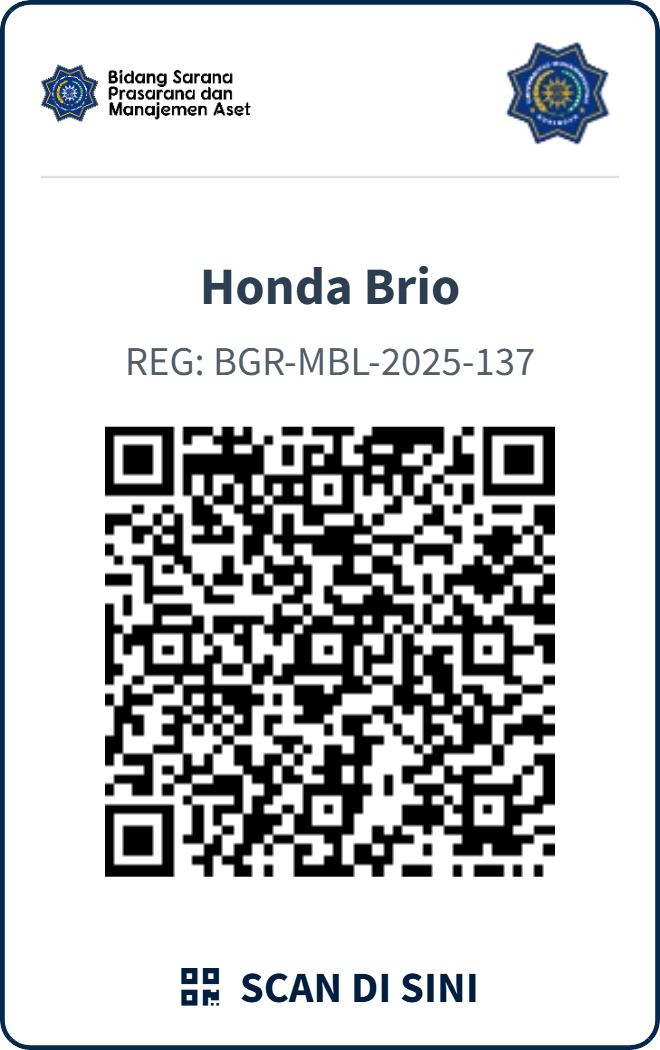 Bidang Sarana
Prasarana dan
Manajemen Aset
Honda Brio
REG: BGR-MBL-2025-137
SCAN DI SINI